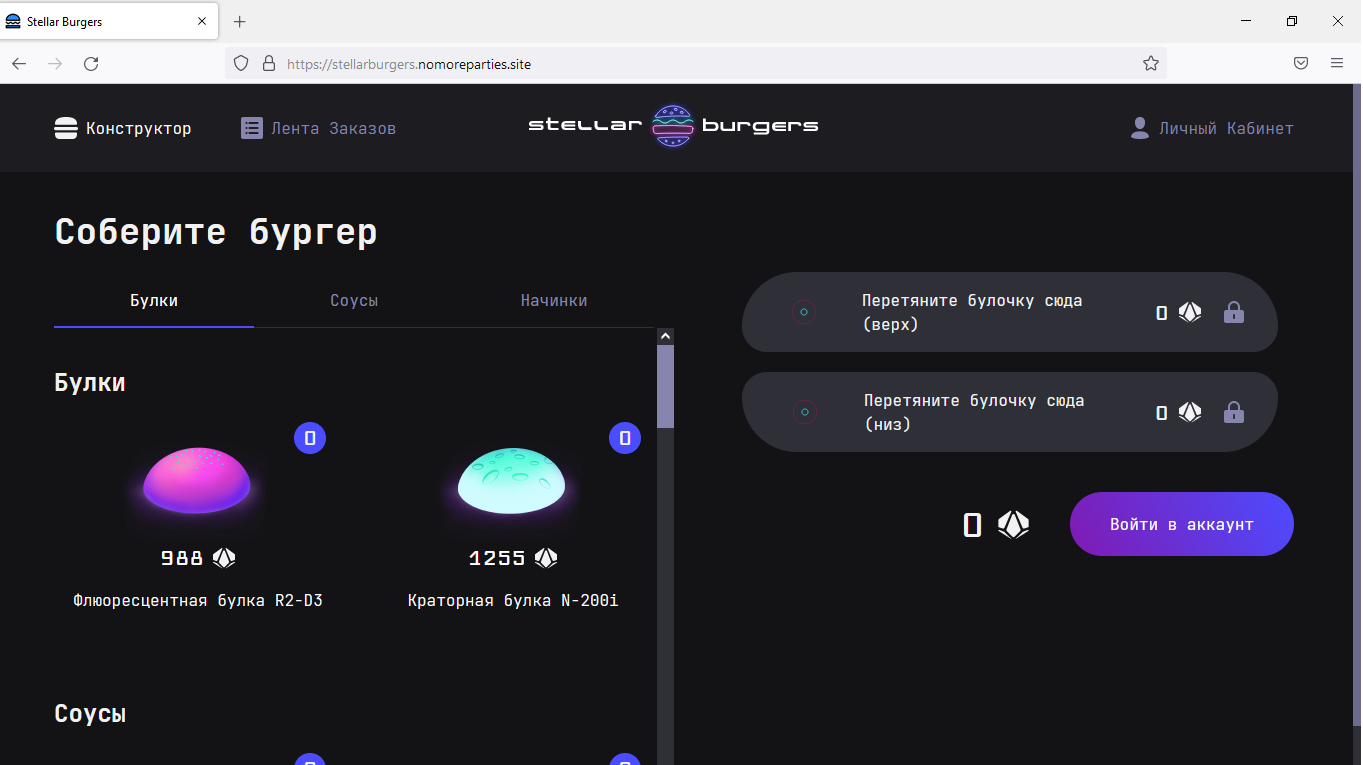 Stellar Burgers
https://stellarburgers.nomoreparties.site
Конструктор
Лента Заказов
stellar burgers
Личный Кабинет
Соберите бургер
Булки
Соусы
Начинки
Булки
0
0
988
1255
Флюоресцентная булка R2-D3
Краторная булка N-200i
Соусы
Перетяните булочку сюда
(верх)
0
Перетяните булочку сюда
(низ)
0
0
Войти в аккаунт